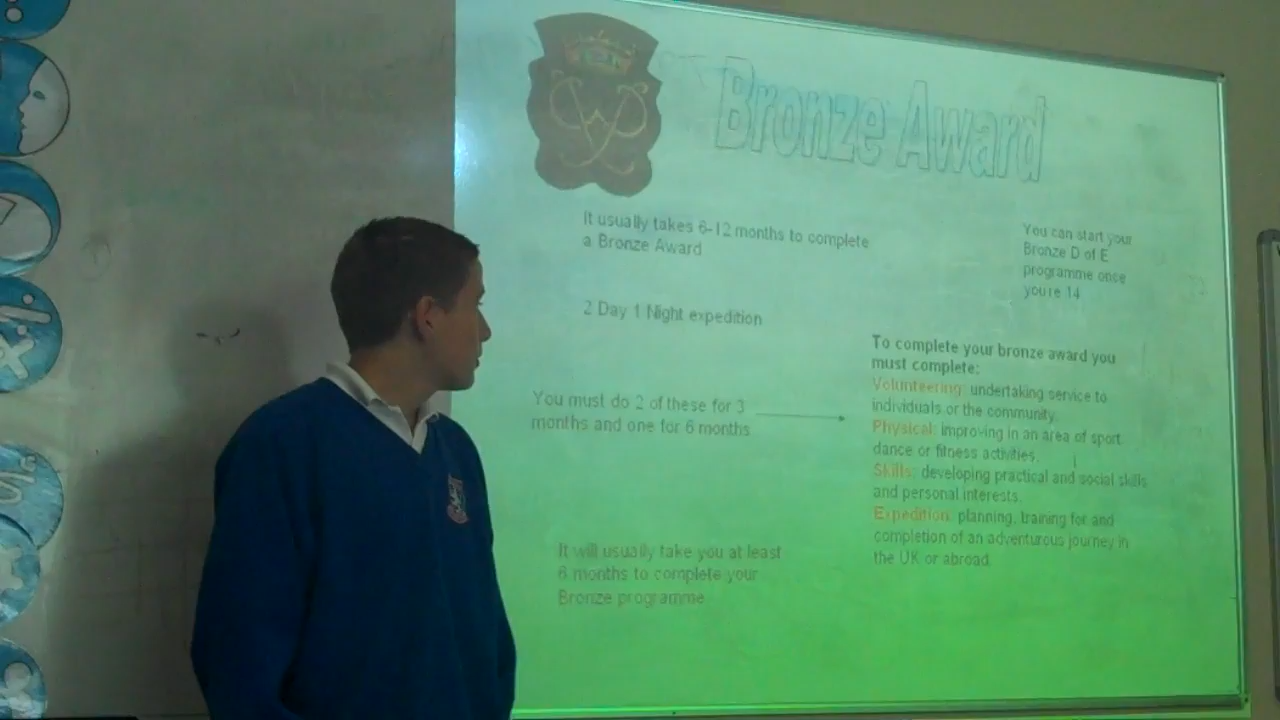 Bronze Award
It usually takes 6-12 months to complete
a Bronze Award
You can start your
Bronze D of E
programme once
you're 14
2 Day 1 Night expedition
To complete your bronze award you
must complete:
Volunteering: undertaking service to
individuals or the community.
Physical: improving in an area of sport
dance or fitness activities.
Skills: developing practical and social skills
and personal interests.
Expedition: planning, training for and
completion of an adventurous journey in
the UK or abroad.
You must do 2 of these for 3
months and one for 6 months
It will usually take you at least
6 months to complete your
Bronze programme